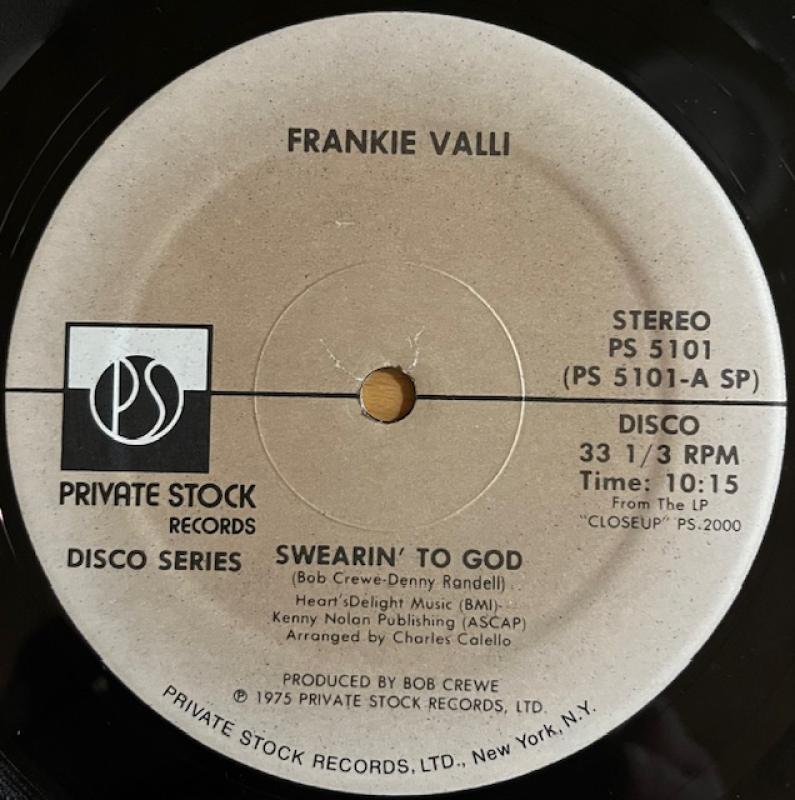 FRANKIE VALLI
STEREO
PS 5101
(PS 5101-A SP)
PS
PRIVATE STOCK
RECORDS
DISCO SERIES
DISCO
33 1/3 RPM
Time: 10:15
From The LP
"CLOSEUP" PS.2000
SWEARIN' TO GOD
(Bob Crewe-Denny Randell)
Heart'sDelight Music (BMI)-
Kenny Nolan Publishing (ASCAP)
Arranged by Charles Calello
PRODUCED BY BOB CREWE
℗ 1975 PRIVATE STOCK RECORDS, LTD.
PRIVATE STOCK RECORDS, LTD., New York, N.Y.